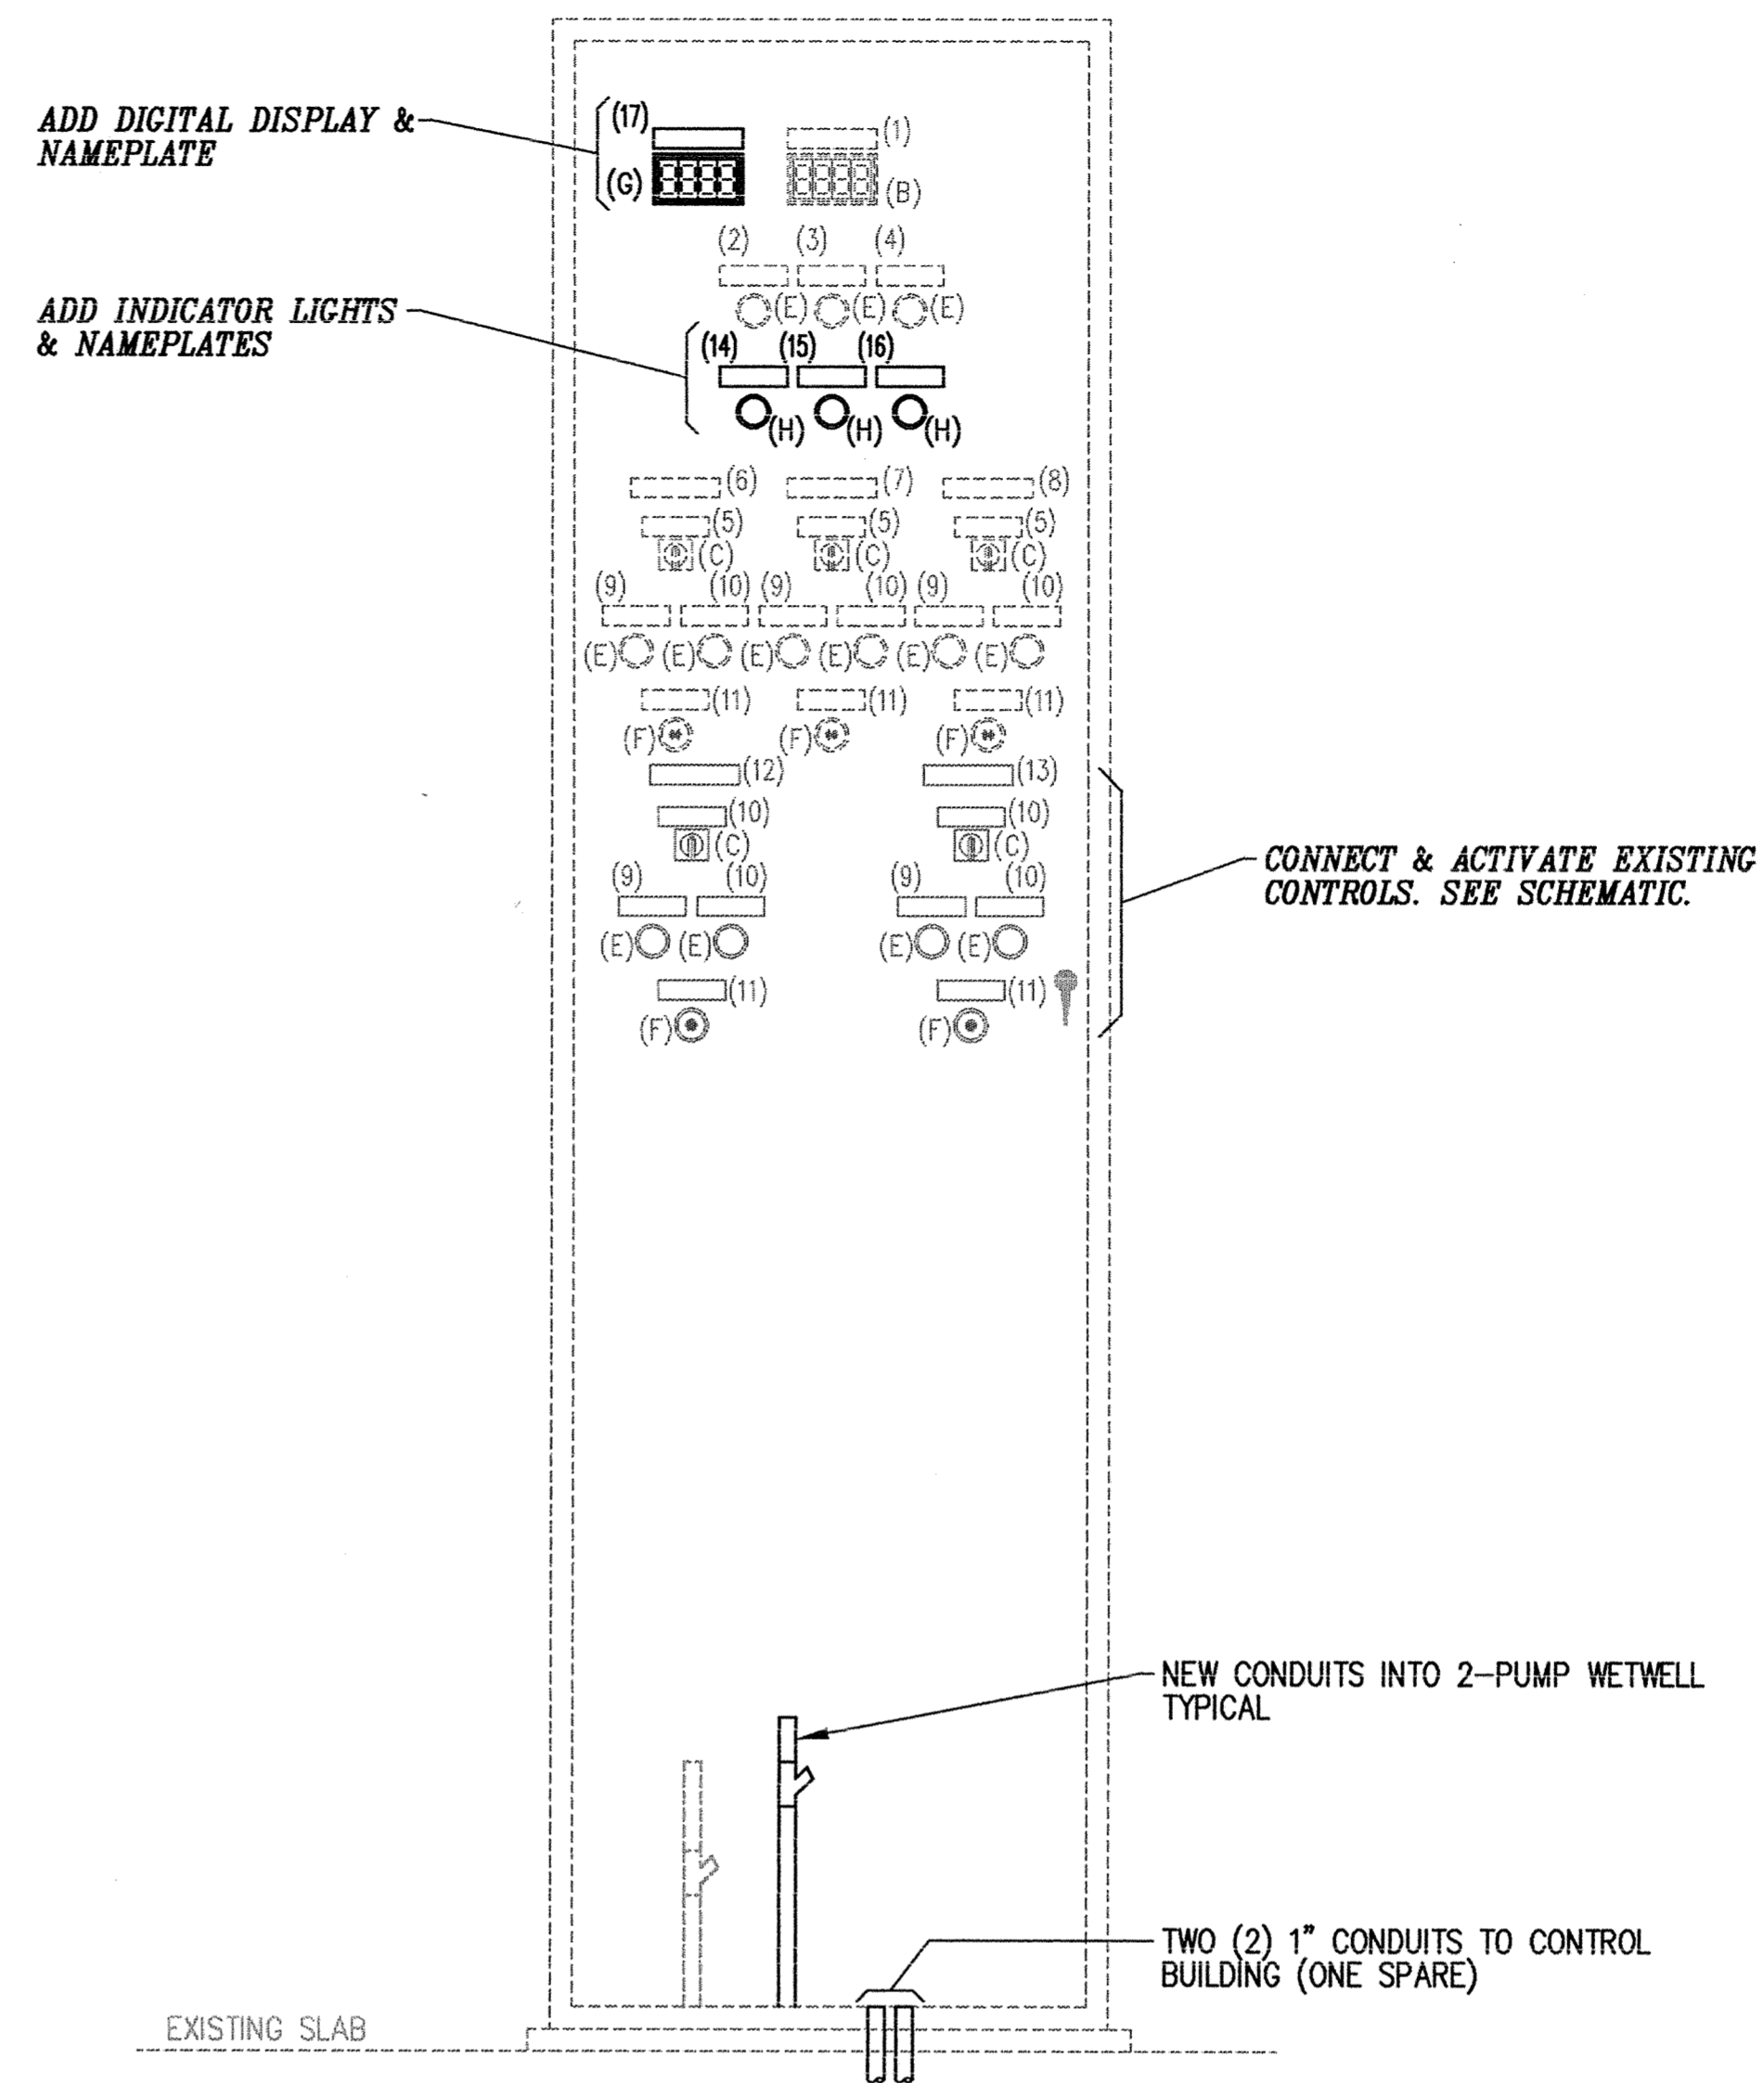 ADD DIGITAL DISPLAY &
NAMEPLATE
(17)
(1)
(G)
(B)
(2) (3) (4)
(E) (E) (E)
ADD INDICATOR LIGHTS
& NAMEPLATES
(14) (15) (16)
(H) (H) (H)
(6) (7) (8)
(5) (5) (5)
(C) (C) (C)
(9) (10) (9) (10) (9) (10)
(E) (E) (E) (E) (E) (E)
(11) (11) (11)
(F) (F) (F)
(12) (13)
(10) (10)
(C) (C)
(9) (10) (9) (10)
(E) (E) (E) (E)
(11) (11)
(F) (F)
CONNECT & ACTIVATE EXISTING
CONTROLS. SEE SCHEMATIC.
NEW CONDUITS INTO 2-PUMP WETWELL
TYPICAL
TWO (2) 1" CONDUITS TO CONTROL
BUILDING (ONE SPARE)
EXISTING SLAB